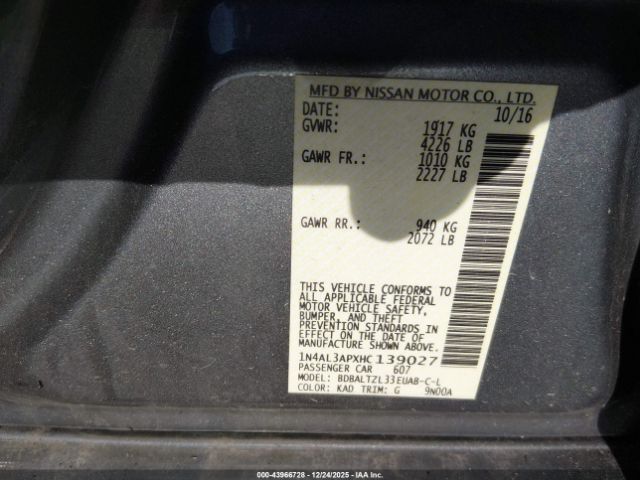 MFD BY NISSAN MOTOR CO., LTD.
DATE: 10/16
GVWR: 1917 KG
4226 LB
GAWR FR.: 1010 KG
2227 LB
GAWR RR.: 940 KG
2072 LB
THIS VEHICLE CONFORMS TO
ALL APPLICABLE FEDERAL
MOTOR VEHICLE SAFETY,
BUMPER, AND THEFT
PREVENTION STANDARDS
IN EFFECT ON THE DATE OF
MANUFACTURE SHOWN ABOVE.
1N4AL3APXHC139027
PASSENGER CAR 607
MODEL: BDBALTZL33EUAB-C-L
COLOR: KAD TRIM: G 9N00A
000-43966728 - 12/24/2025 - IAA Inc.